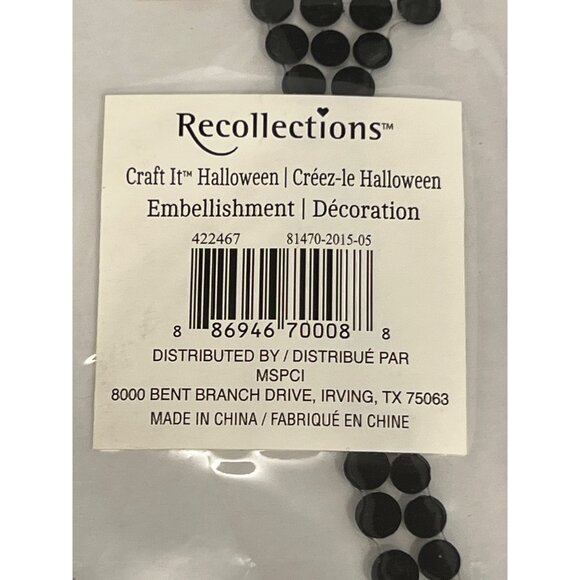 Recollections™
Craft It™ Halloween | Créez-le Halloween
Embellishment | Décoration
422467 81470-2015-05
8 86946 70008 8
DISTRIBUTED BY / DISTRIBUÉ PAR
MSPCI
8000 BENT BRANCH DRIVE, IRVING, TX 75063
MADE IN CHINA / FABRIQUÉ EN CHINE